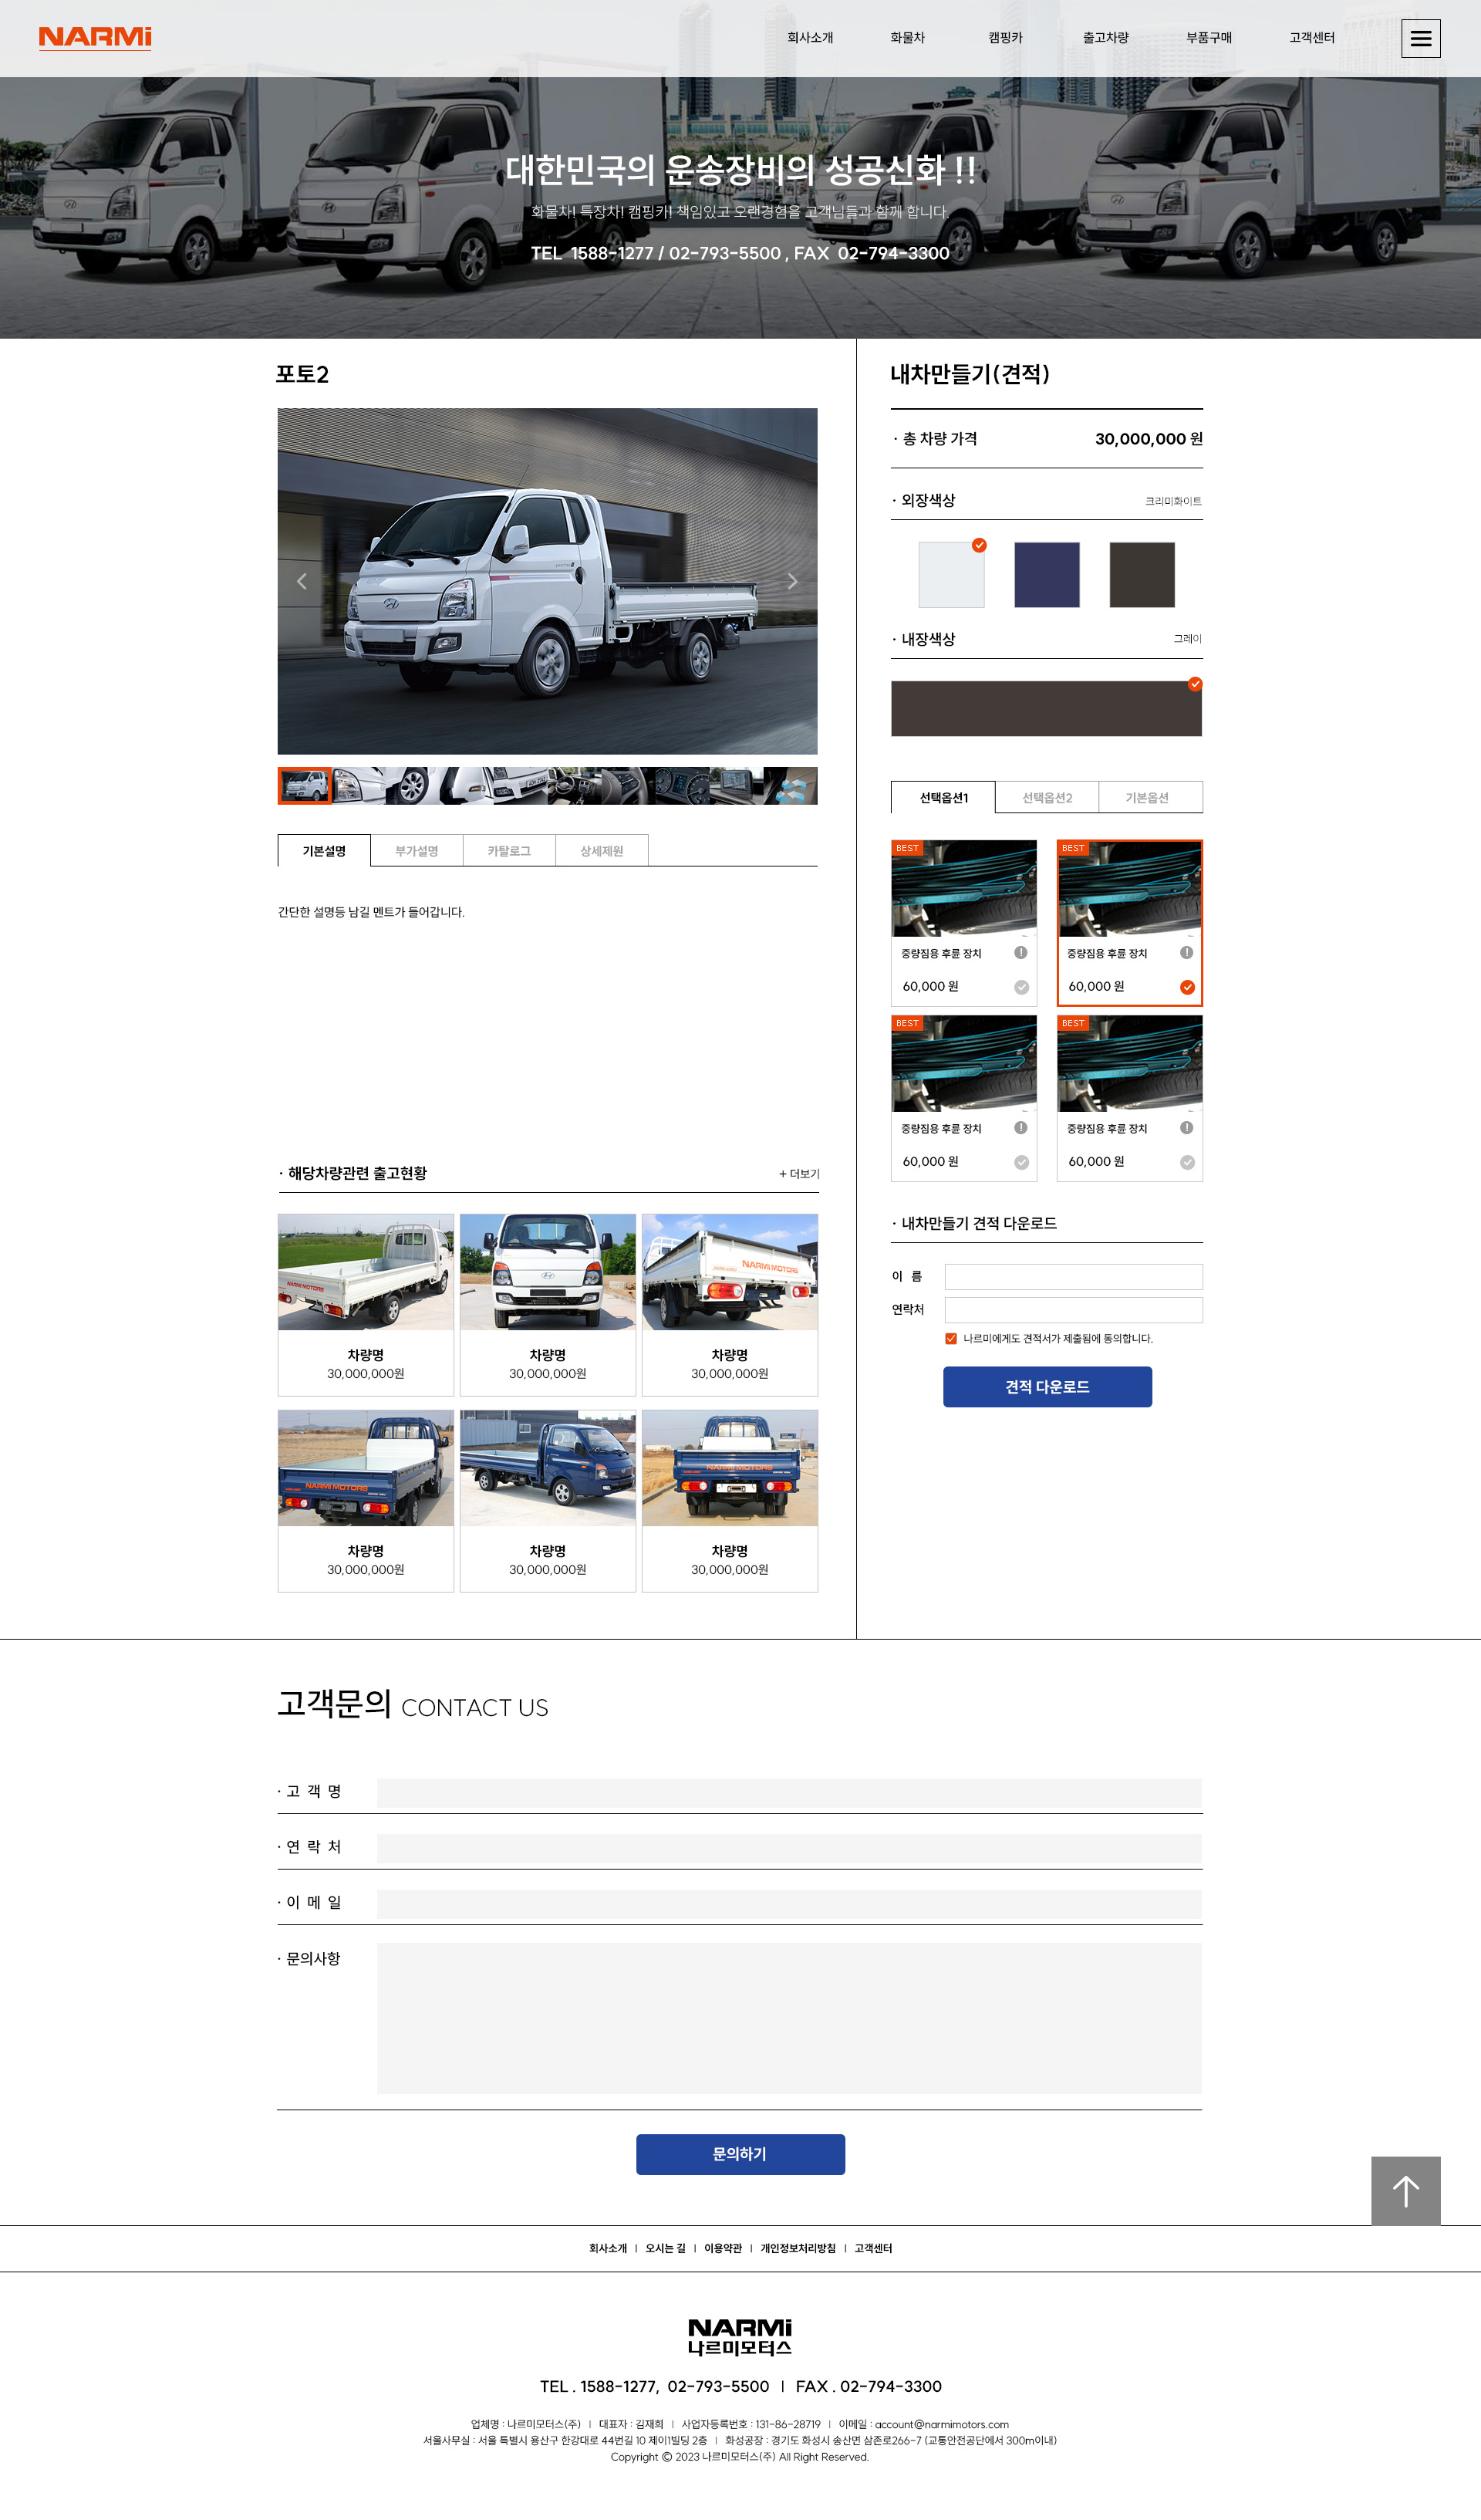 NARMi
회사소개 화물차 캠핑카 출고차량 부품구매 고객센터
대한민국의 운송장비의 성공신화 !!
화물차! 특장차! 캠핑카! 책임있고 오랜경험을 고객님들과 함께 합니다.
TEL 1588-1277 / 02-793-5500 , FAX 02-794-3300
포토2
기본설명 부가설명 카탈로그 상세제원
간단한 설명등 남길 멘트가 들어갑니다.
· 해당차량관련 출고현황 + 더보기
NARMI MOTORS
NARMI MOTORS
차량명 차량명 차량명
30,000,000원 30,000,000원 30,000,000원
NARMI MOTORS
NARMI MOTORS
차량명 차량명 차량명
30,000,000원 30,000,000원 30,000,000원
내차만들기(견적)
· 총 차량 가격 30,000,000 원
· 외장색상 크리미화이트
· 내장색상 그레이
선택옵션1 선택옵션2 기본옵션
BEST BEST
중량짐용 후륜 장치 중량짐용 후륜 장치
60,000 원 60,000 원
BEST BEST
중량짐용 후륜 장치 중량짐용 후륜 장치
60,000 원 60,000 원
· 내차만들기 견적 다운로드
이 름
연락처
나르미에게도 견적서가 제출됨에 동의합니다.
견적 다운로드
고객문의 CONTACT US
· 고 객 명
· 연 락 처
· 이 메 일
· 문의사항
문의하기
회사소개 | 오시는 길 | 이용약관 | 개인정보처리방침 | 고객센터
NARMi
나르미모터스
TEL . 1588-1277, 02-793-5500 | FAX . 02-794-3300
업체명 : 나르미모터스(주) | 대표자 : 김재희 | 사업자등록번호 : 131-86-28719 | 이메일 : account@narmimotors.com
서울사무실 : 서울 특별시 용산구 한강대로 44번길 10 제이1빌딩 2층 | 화성공장 : 경기도 화성시 송산면 삼존로266-7 (교통안전공단에서 300m이내)
Copyright © 2023 나르미모터스(주) All Right Reserved.